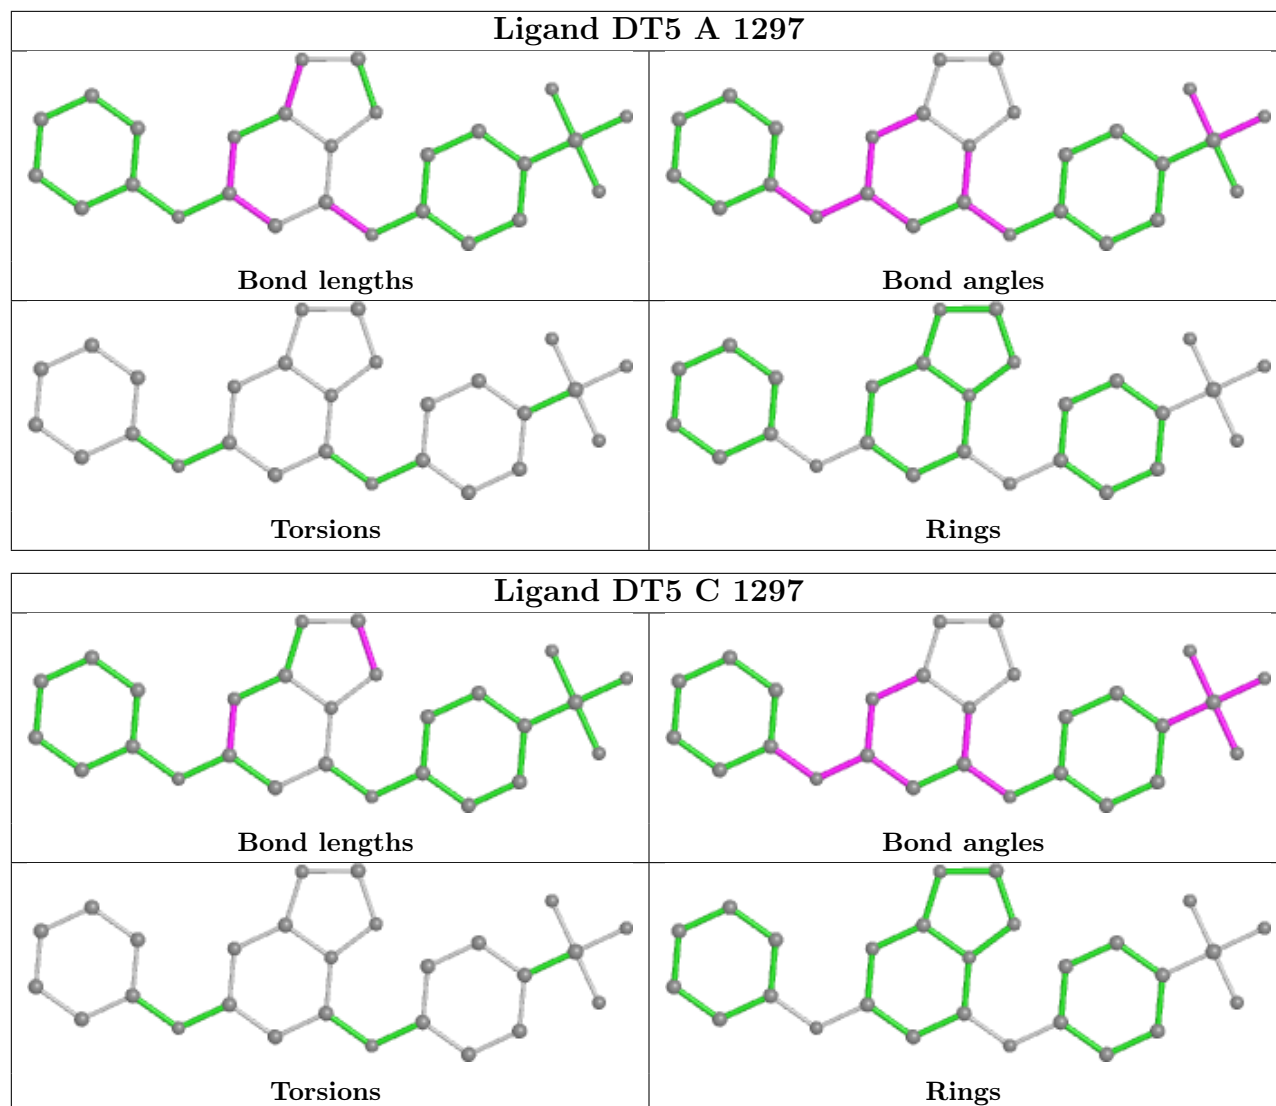 Ligand DT5 A 1297
Bond lengths
Bond angles
Torsions
Rings
Ligand DT5 C 1297
Bond lengths
Bond angles
Torsions
Rings